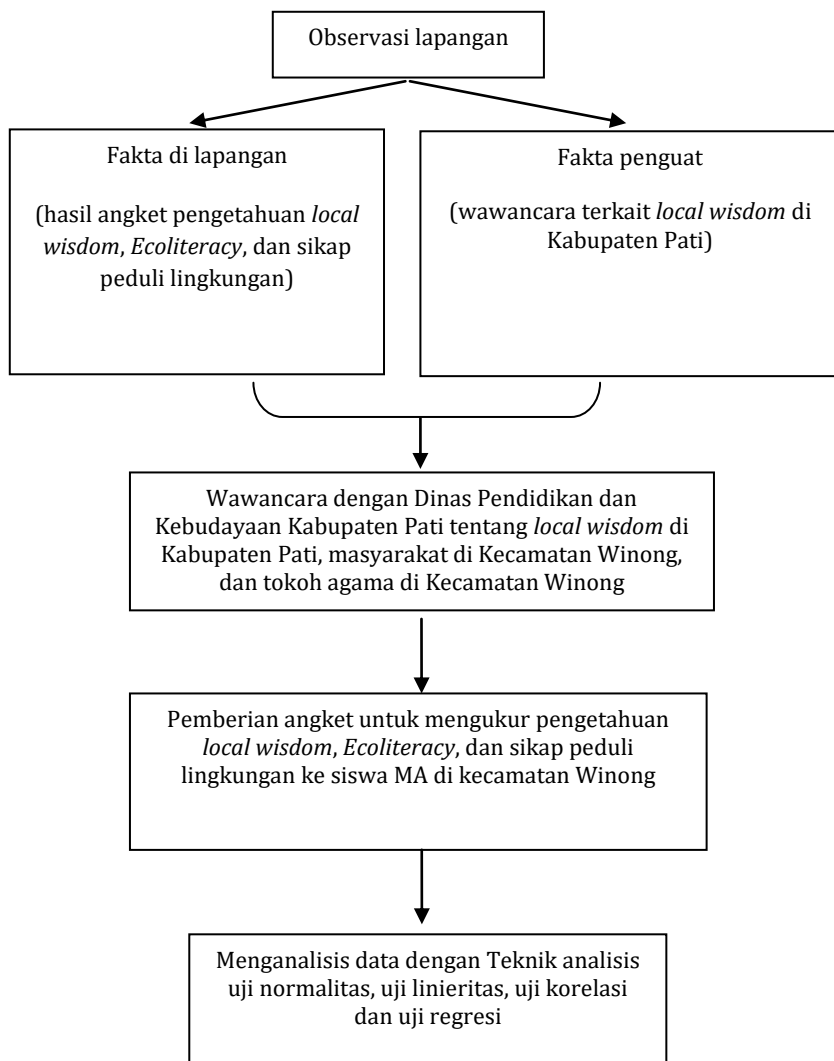 Observasi lapangan
Fakta di lapangan
(hasil angket pengetahuan local
wisdom, Ecoliteracy, dan sikap
peduli lingkungan)
Fakta penguat
(wawancara terkait local wisdom di
Kabupaten Pati)
Wawancara dengan Dinas Pendidikan dan
Kebudayaan Kabupaten Pati tentang local wisdom di
Kabupaten Pati, masyarakat di Kecamatan Winong,
dan tokoh agama di Kecamatan Winong
Pemberian angket untuk mengukur pengetahuan
local wisdom, Ecoliteracy, dan sikap peduli
lingkungan ke siswa MA di kecamatan Winong
Menganalisis data dengan Teknik analisis
uji normalitas, uji linieritas, uji korelasi
dan uji regresi